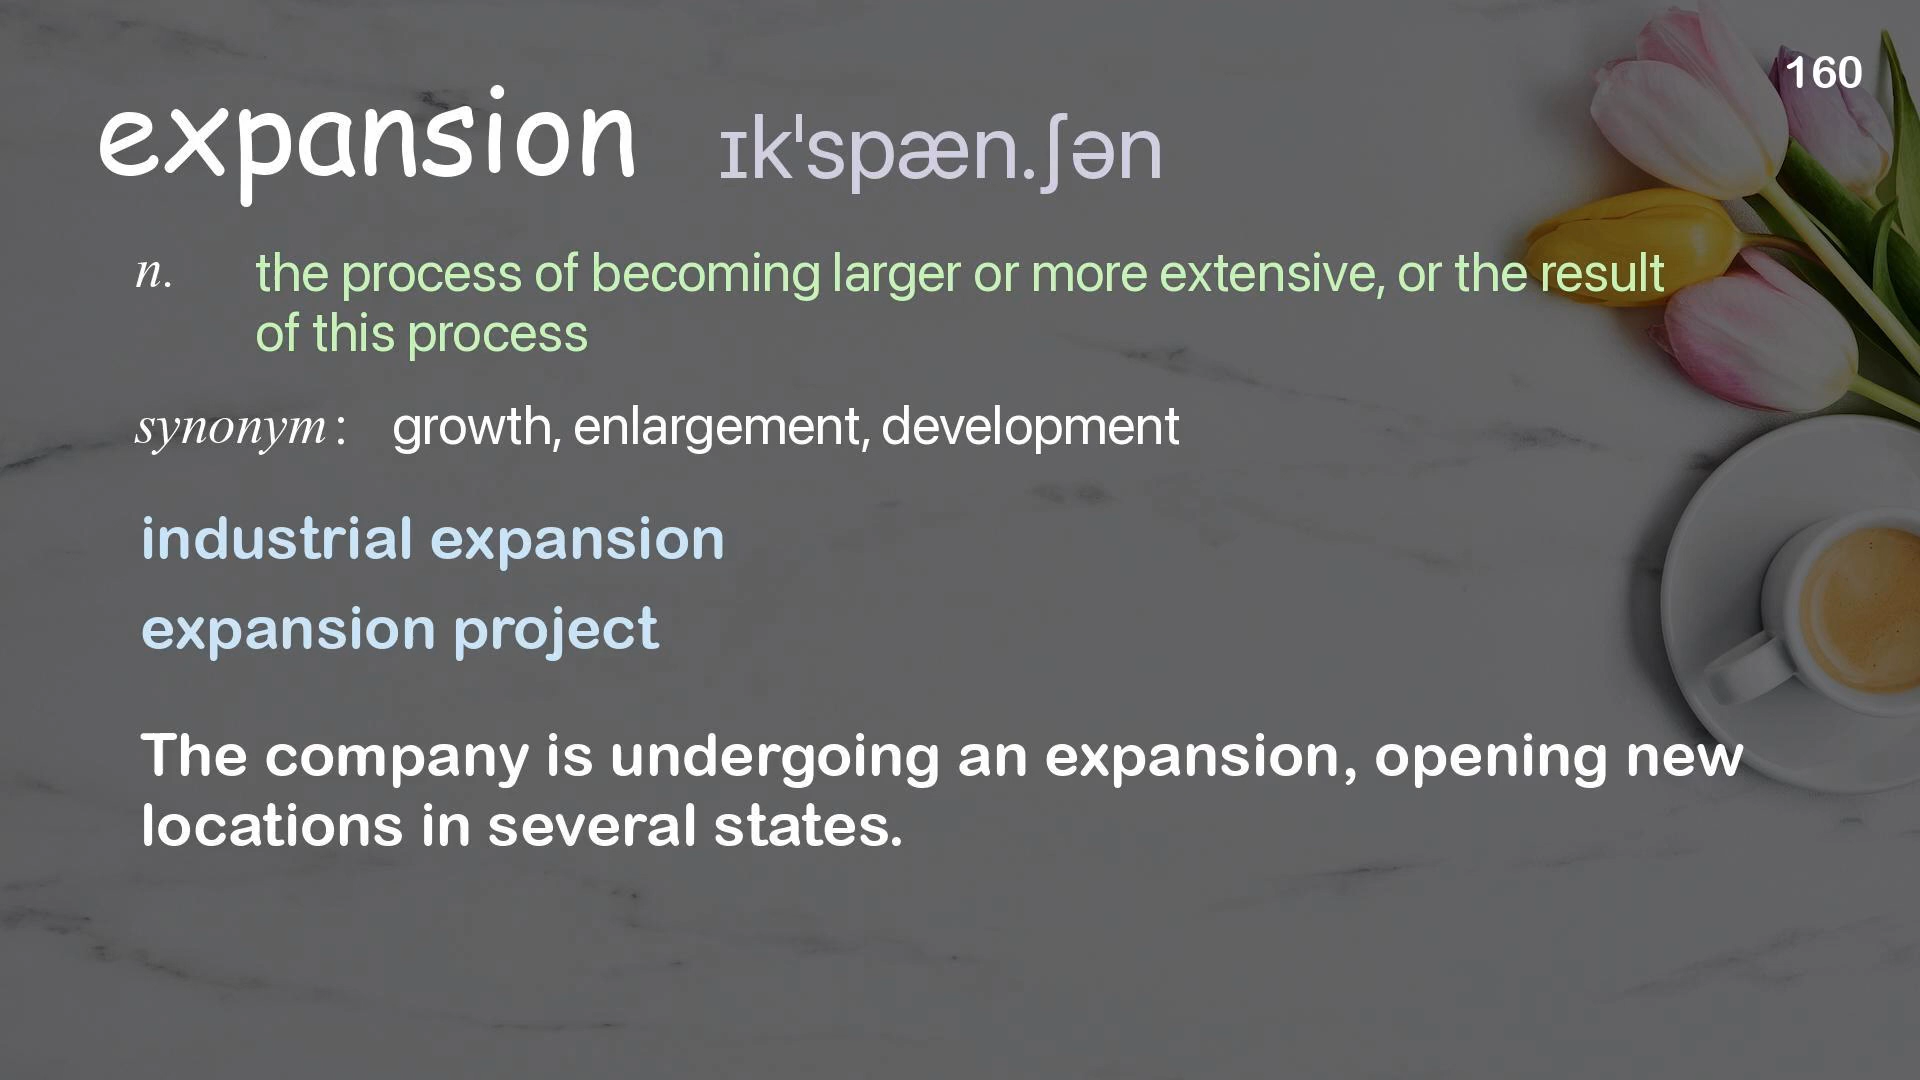 160
expansion ɪkˈspæn.ʃən
n. the process of becoming larger or more extensive, or the result
of this process
synonym: growth, enlargement, development
industrial expansion
expansion project
The company is undergoing an expansion, opening new
locations in several states.